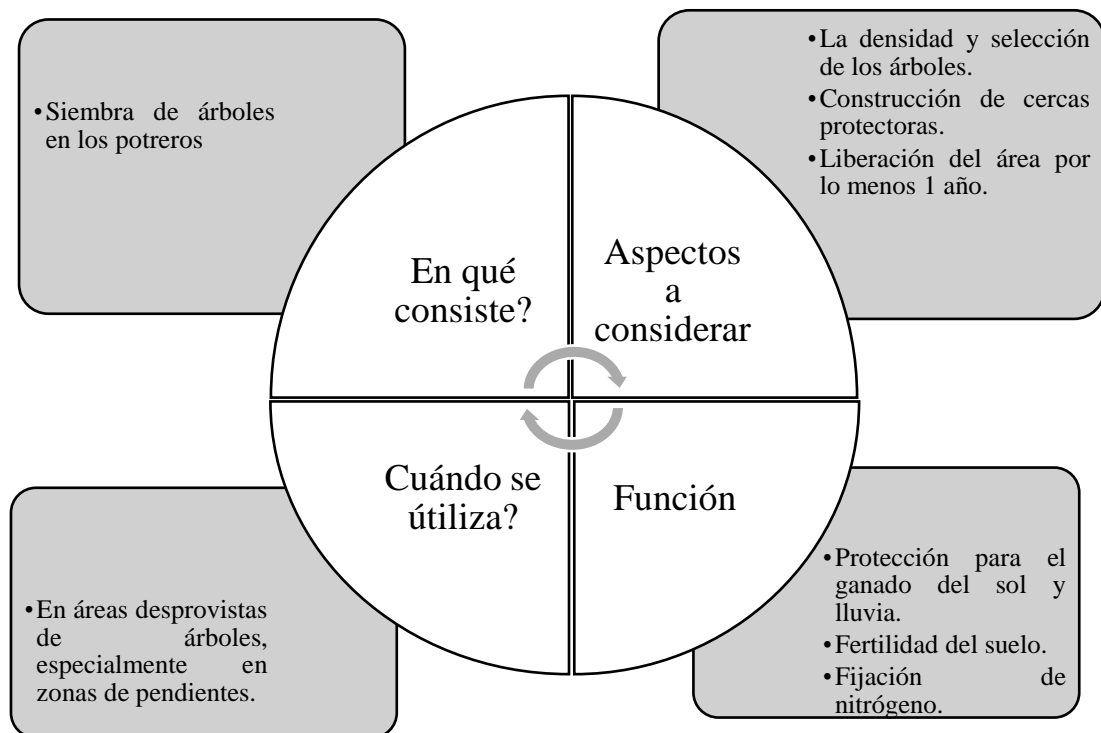 •Siembra de árboles
en los potreros
•La densidad y selección
de los árboles.
•Construcción de cercas
protectoras.
•Liberación del área por
lo menos 1 año.
En qué
consiste?
Aspectos
a
considerar
Cuándo se
útiliza?
Función
•En áreas desprovistas
de árboles,
especialmente en
zonas de pendientes.
•Protección para el
ganado del sol y
lluvia.
•Fertilidad del suelo.
•Fijación de
nitrógeno.